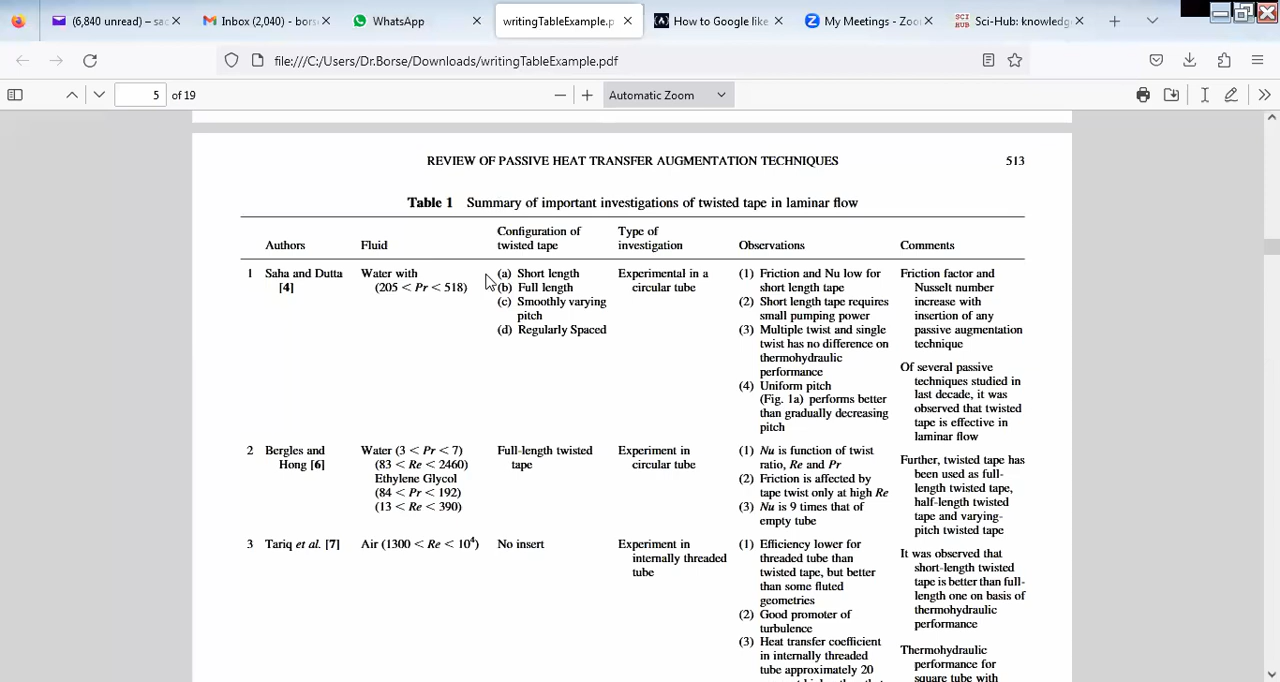 (6,840 unread) – sa
Inbox (2,040) - bors
WhatsApp
writingTableExample.p
How to Google like
My Meetings - Zoo
SCI HUB
Sci-Hub: knowledg
file:///C:/Users/Dr.Borse/Downloads/writingTableExample.pdf
5 of 19
Automatic Zoom
REVIEW OF PASSIVE HEAT TRANSFER AUGMENTATION TECHNIQUES 513
Table 1 Summary of important investigations of twisted tape in laminar flow
Authors
Fluid
Configuration of
twisted tape
Type of
investigation
Observations
Comments
1 Saha and Dutta
[4]
Water with
(205 < Pr < 518)
(a) Short length
(b) Full length
(c) Smoothly varying
pitch
(d) Regularly Spaced
Experimental in a
circular tube
(1) Friction and Nu low for
short length tape
(2) Short length tape requires
small pumping power
(3) Multiple twist and single
twist has no difference on
thermohydraulic
performance
(4) Uniform pitch
(Fig. 1a) performs better
than gradually decreasing
pitch
Friction factor and
Nusselt number
increase with
insertion of any
passive augmentation
technique
Of several passive
techniques studied in
last decade, it was
observed that twisted
tape is effective in
laminar flow
2 Bergles and
Hong [6]
Water (3 < Pr < 7)
(83 < Re < 2460)
Ethylene Glycol
(84 < Pr < 192)
(13 < Re < 390)
Full-length twisted
tape
Experiment in
circular tube
(1) Nu is function of twist
ratio, Re and Pr
(2) Friction is affected by
tape twist only at high Re
(3) Nu is 9 times that of
empty tube
Further, twisted tape has
been used as full-
length twisted tape,
half-length twisted
tape and varying-
pitch twisted tape
3 Tariq et al. [7]
Air (1300 < Re < 10⁴)
No insert
Experiment in
internally threaded
tube
(1) Efficiency lower for
threaded tube than
twisted tape, but better
than some fluted
geometries
(2) Good promoter of
turbulence
(3) Heat transfer coefficient
in internally threaded
tube approximately 20
It was observed that
short-length twisted
tape is better than full-
length one on basis of
thermohydraulic
performance
Thermohydraulic
performance for
square tube with